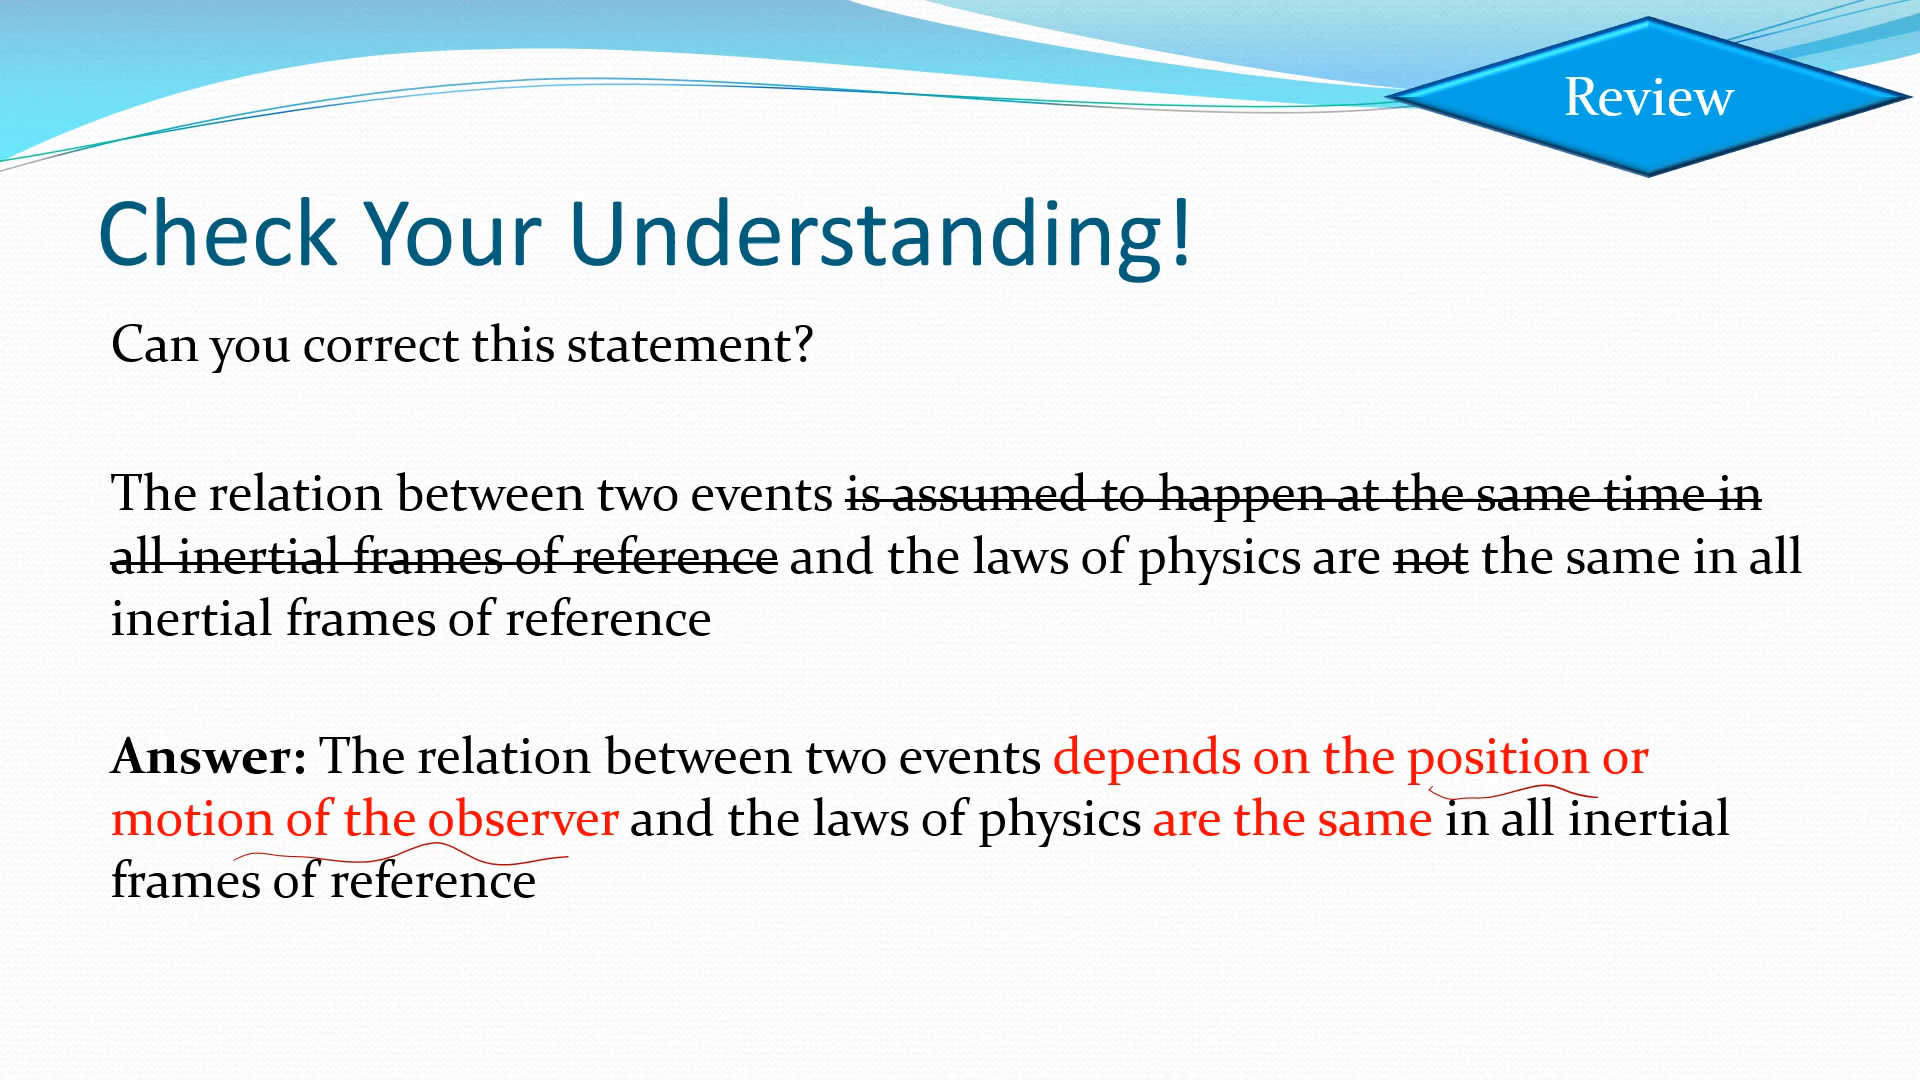 Review
Check Your Understanding!
Can you correct this statement?
The relation between two events is assumed to happen at the same time in
all inertial frames of reference and the laws of physics are not the same in all
inertial frames of reference
Answer: The relation between two events depends on the position or
motion of the observer and the laws of physics are the same in all inertial
frames of reference